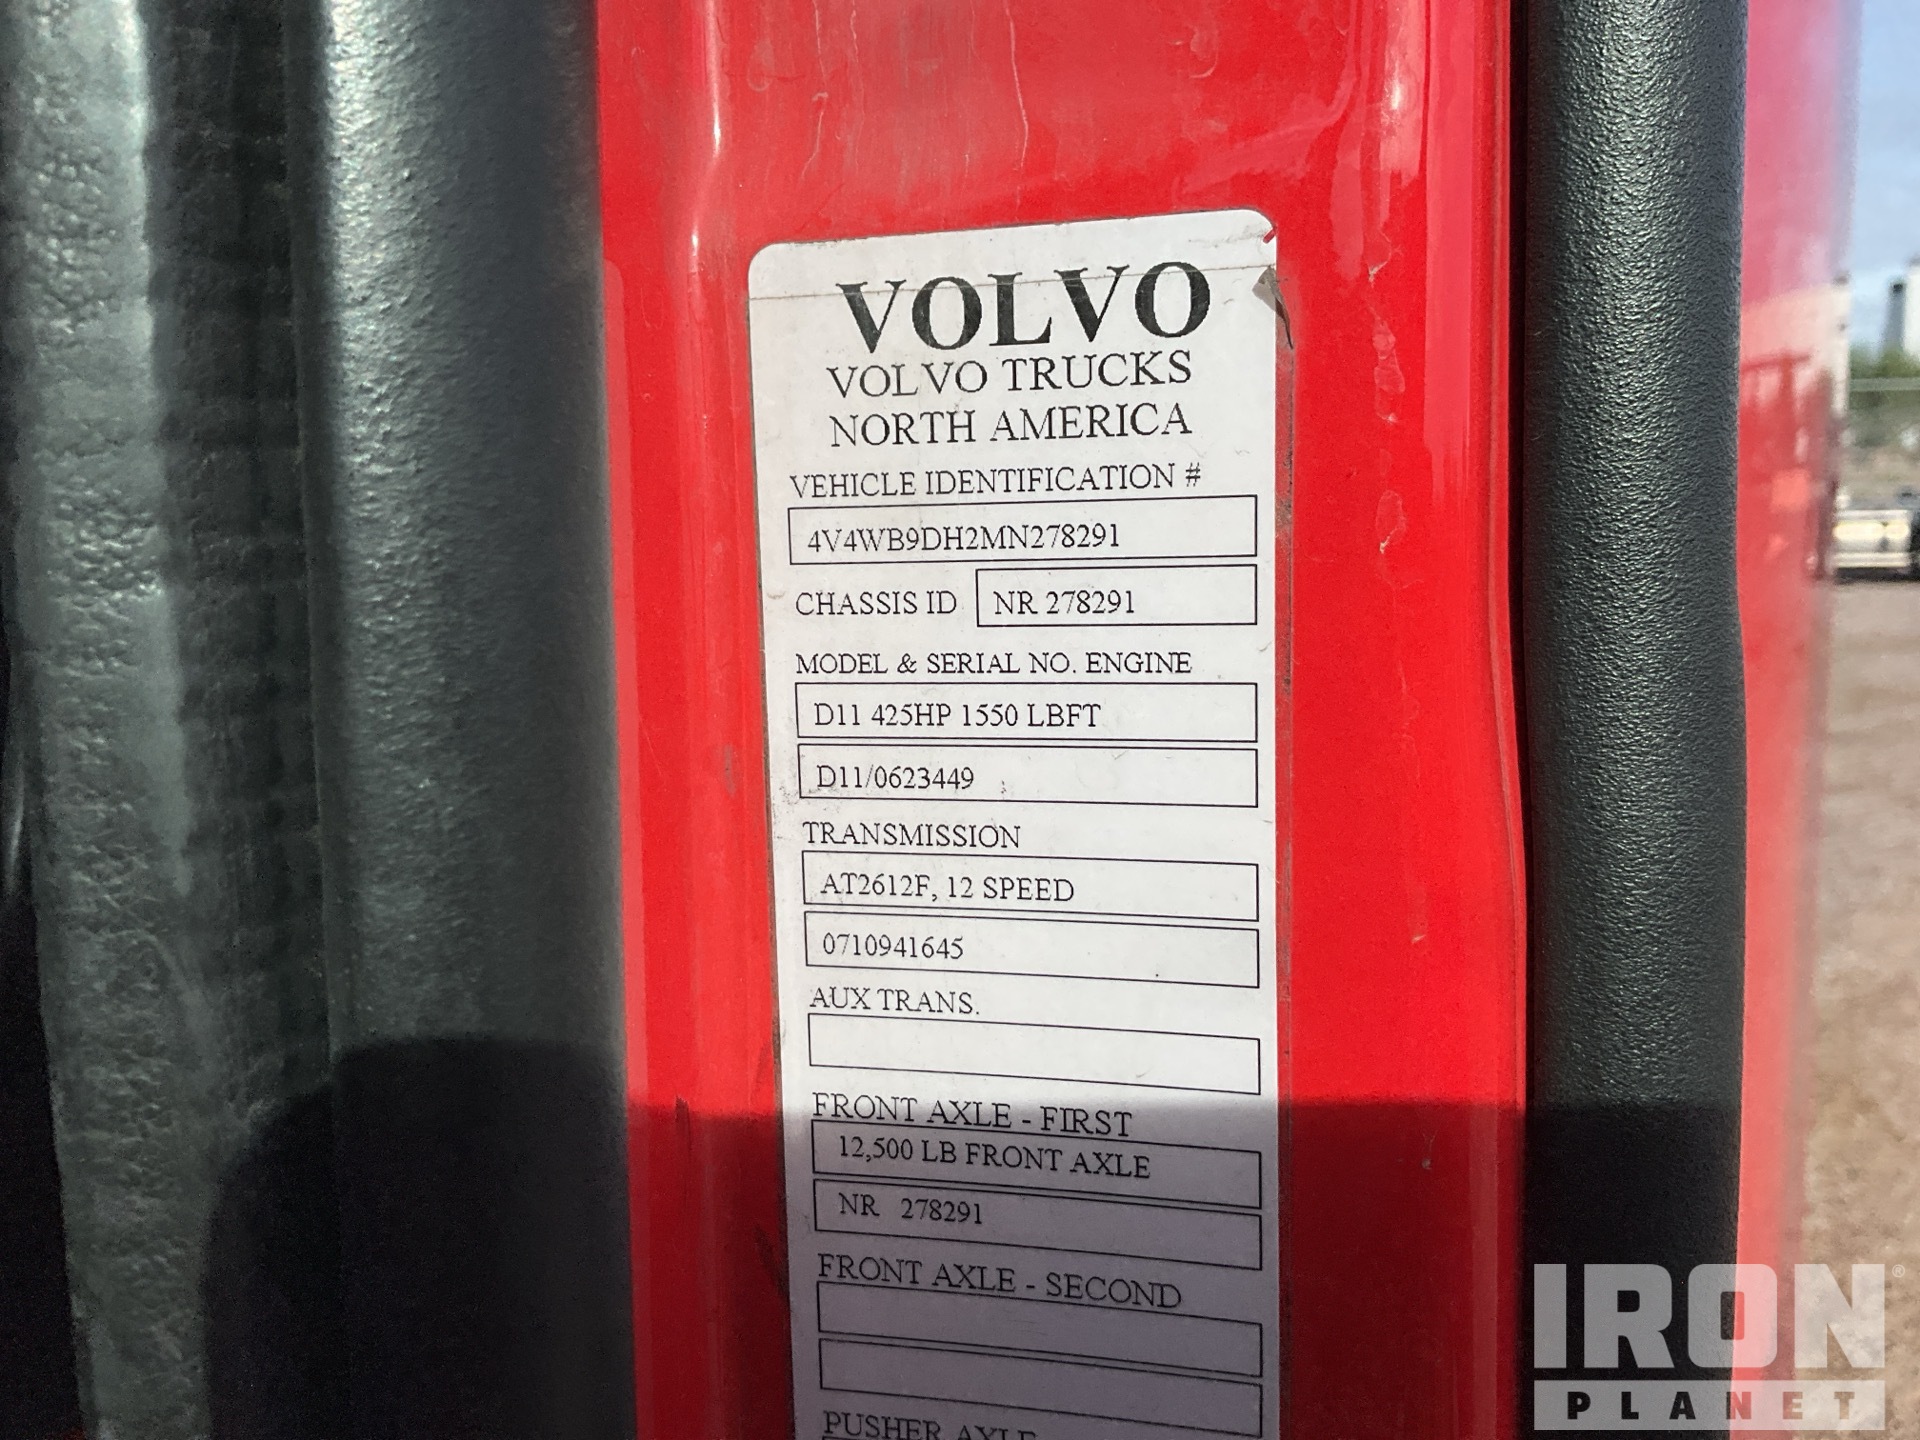 VOLVO
VOLVO TRUCKS
NORTH AMERICA
VEHICLE IDENTIFICATION #
4V4WB9DH2MN278291
CHASSIS ID NR 278291
MODEL & SERIAL NO. ENGINE
D11 425HP 1550 LBFT
D11/0623449
TRANSMISSION
AT2612F, 12 SPEED
0710941645
AUX TRANS.
FRONT AXLE - FIRST
12,500 LB FRONT AXLE
NR 278291
FRONT AXLE - SECOND
PUSHER AXLE
IRON®
PLANET